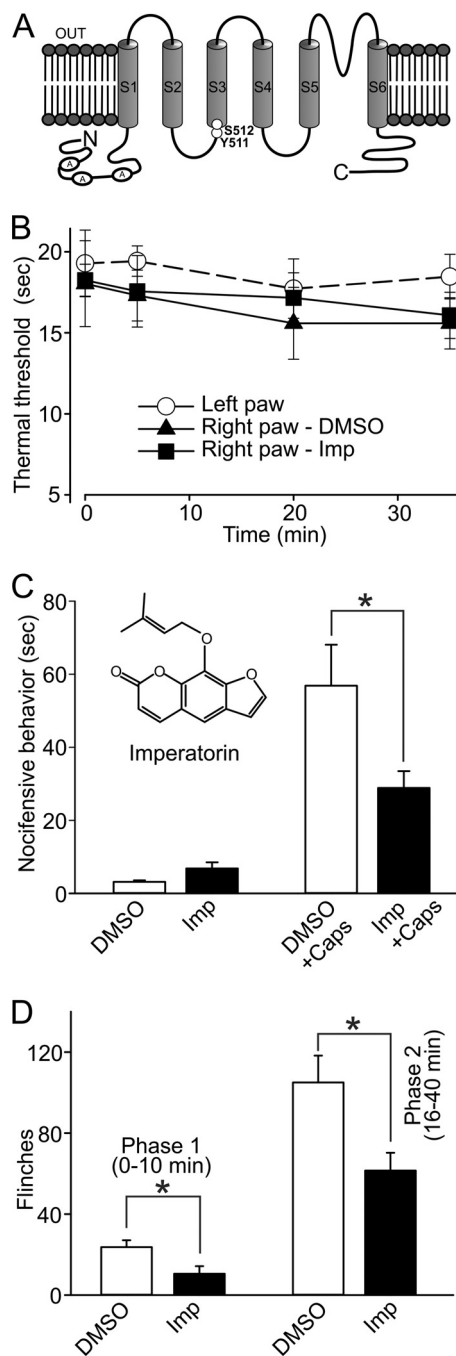 A
OUT
S1
S2
S3
S4
S5
S6
S512
Y511
N
A
A
A
C
B
Thermal threshold (sec)
20
15
10
5
Left paw
Right paw - DMSO
Right paw - Imp
0
10
20
30
Time (min)
C
Nocifensive behavior (sec)
80
60
40
20
0
O
O
O
O
Imperatorin
*
DMSO
Imp
DMSO
+Caps
Imp
+Caps
D
Flinches
120
80
40
0
Phase 1
(0-10 min)
*
*
Phase 2
(16-40 min)
DMSO
Imp
DMSO
Imp